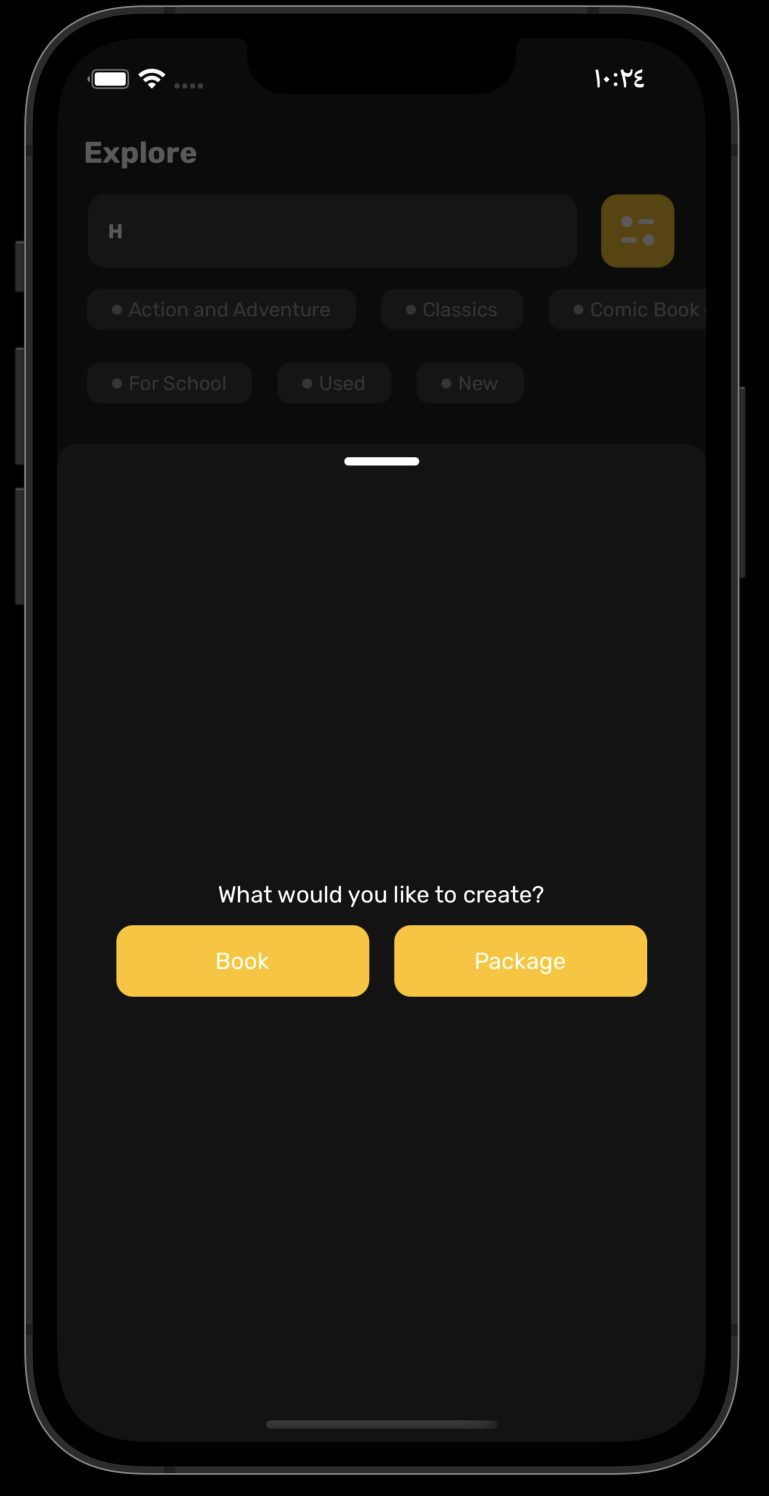 ١٠:٢٤
Explore
H
Action and Adventure Classics Comic Book
For School Used New
What would you like to create?
Book Package